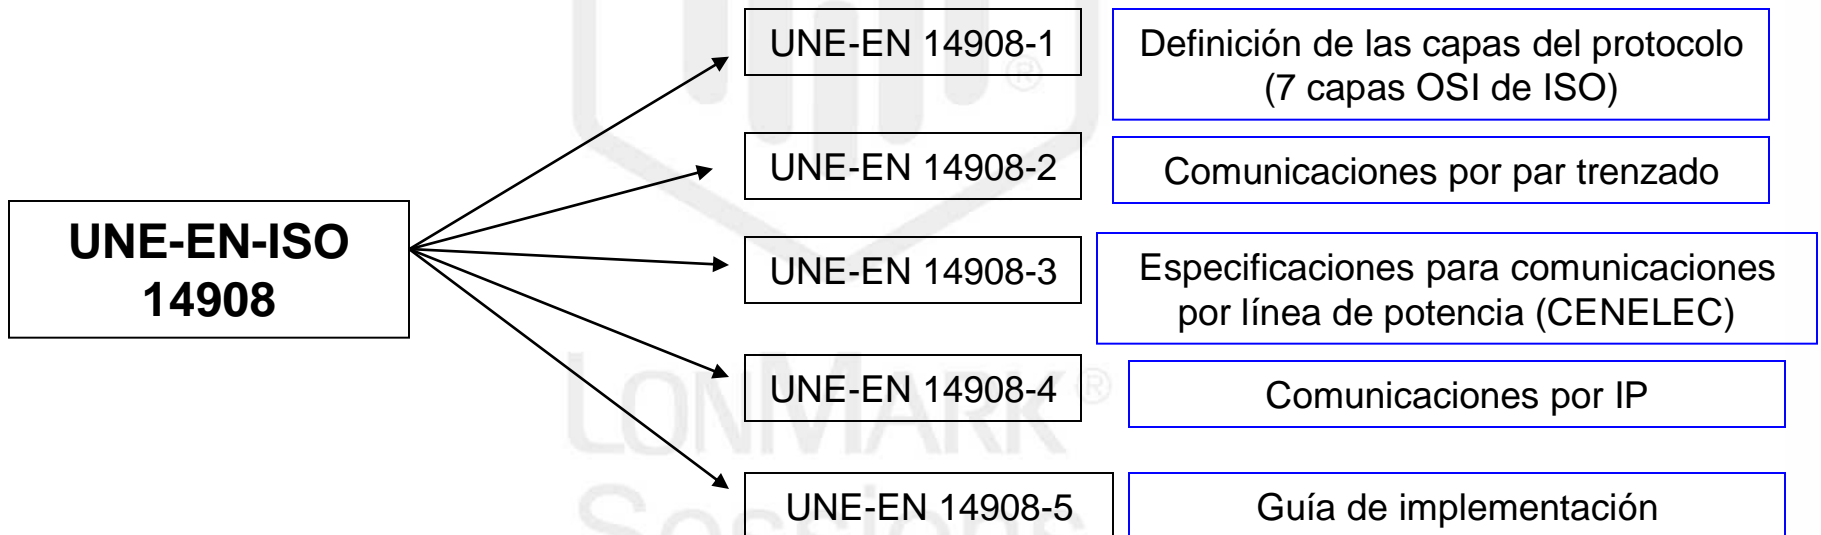 UNE-EN 14908-1
Definición de las capas del protocolo
(7 capas OSI de ISO)
®
UNE-EN 14908-2
Comunicaciones por par trenzado
UNE-EN-ISO
14908
UNE-EN 14908-3
Especificaciones para comunicaciones
por línea de potencia (CENELEC)
UNE-EN 14908-4
Comunicaciones por IP
LONMARK®
UNE-EN 14908-5
Guía de implementación
Sessions